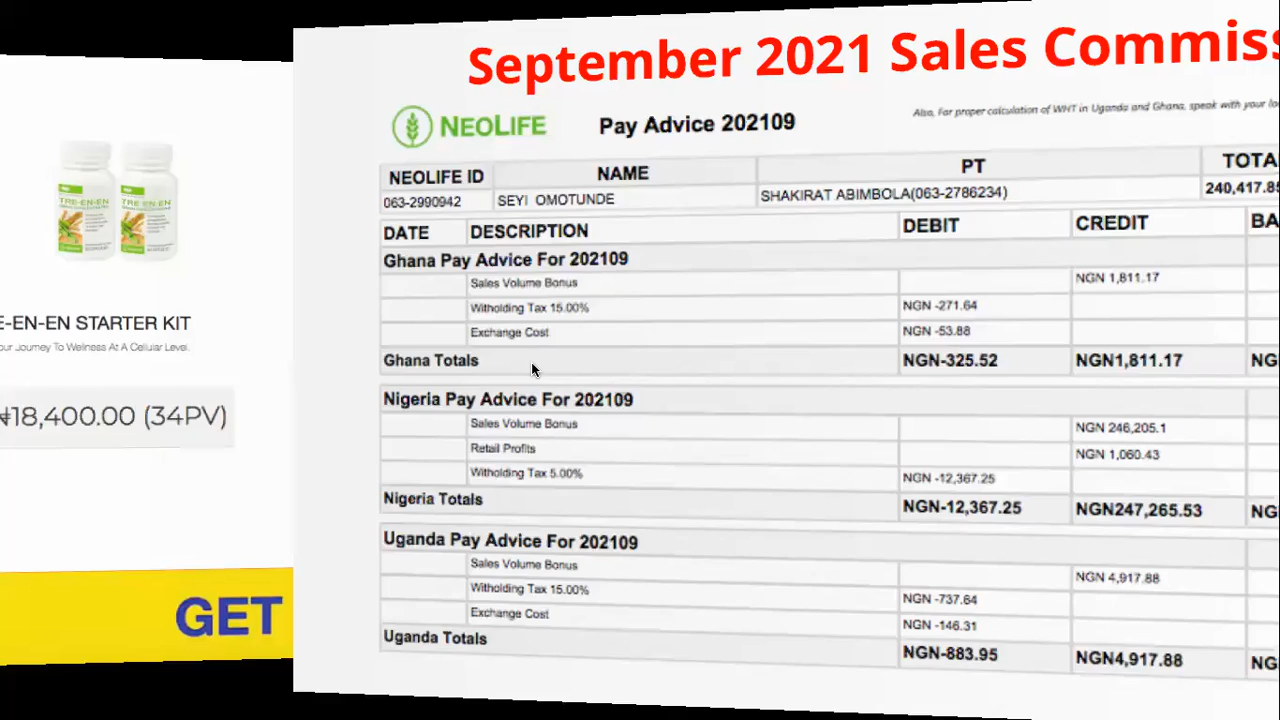 E-EN-EN STARTER KIT
our Journey To Wellness At A Cellular Level.
₦18,400.00 (34PV)
GET
September 2021 Sales Commiss
Also, For proper calculation of WHT in Uganda and Ghana, speak with your lo
NEOLIFE Pay Advice 202109
NEOLIFE ID NAME PT TOTA
063-2990942 SEYI OMOTUNDE SHAKIRAT ABIMBOLA(063-2786234) 240,417.85
DATE DESCRIPTION DEBIT CREDIT BA
Ghana Pay Advice For 202109
Sales Volume Bonus NGN 1,811.17
Witholding Tax 15.00% NGN -271.64
Exchange Cost NGN -53.88
Ghana Totals NGN-325.52 NGN1,811.17 NG
Nigeria Pay Advice For 202109
Sales Volume Bonus NGN 246,205.1
Retail Profits NGN 1,060.43
Witholding Tax 5.00% NGN -12,367.25
Nigeria Totals NGN-12,367.25 NGN247,265.53 NG
Uganda Pay Advice For 202109
Sales Volume Bonus NGN 4,917.88
Witholding Tax 15.00% NGN -737.64
Exchange Cost NGN -146.31
Uganda Totals NGN-883.95 NGN4,917.88 NG
TRE-EN-EN
TRE-EN-EN